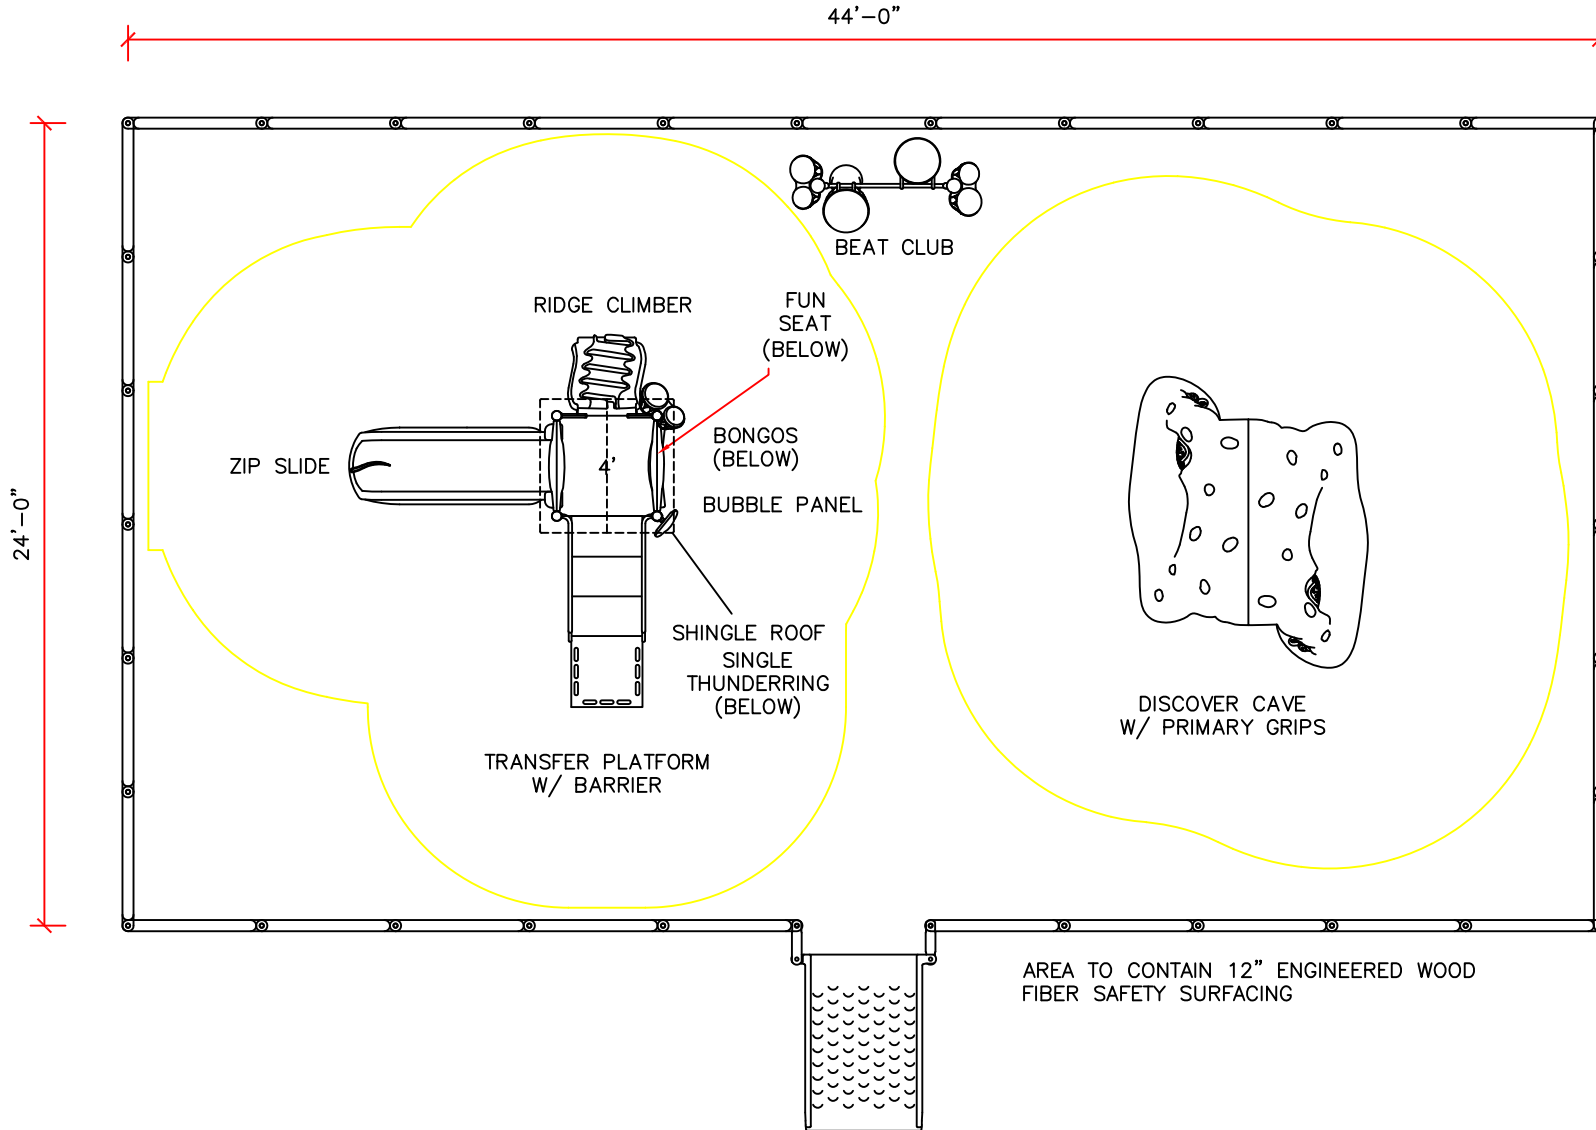 44'-0"
24'-0"
BEAT CLUB
RIDGE CLIMBER
FUN
SEAT
(BELOW)
ZIP SLIDE
4'
BONGOS
(BELOW)
BUBBLE PANEL
SHINGLE ROOF
SINGLE
THUNDERRING
(BELOW)
TRANSFER PLATFORM
W/ BARRIER
DISCOVER CAVE
W/ PRIMARY GRIPS
AREA TO CONTAIN 12" ENGINEERED WOOD
FIBER SAFETY SURFACING